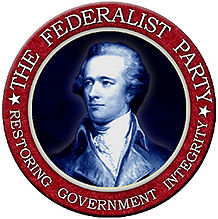 THE FEDERALIST PARTY
RESTORING GOVERNMENT INTEGRITY